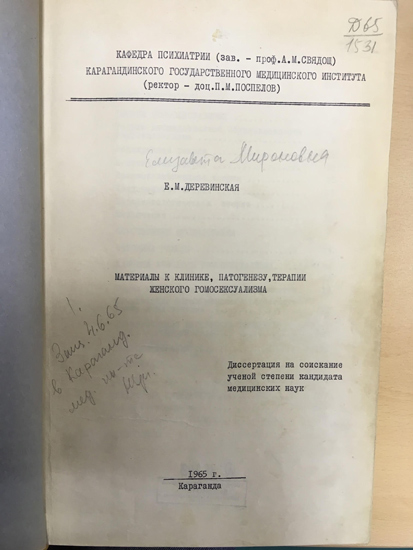 Д65
1531
КАФЕДРА ПСИХИАТРИИ (зав. - проф.А.М.СВЯДОЩ)
КАРАГАНДИНСКОГО ГОСУДАРСТВЕННОГО МЕДИЦИНСКОГО ИНСТИТУТА
(ректор - доц.П.М.ПОСПЕЛОВ)
Елизавета Мироновна
Е.М.ДЕРЕВИНСКАЯ
МАТЕРИАЛЫ К КЛИНИКЕ, ПАТОГЕНЕЗУ,ТЕРАПИИ
ЖЕНСКОГО ГОМОСЕКСУАЛИЗМА
Защ. 4.6.65
в Караганд.
мед. ин-те
Диссертация на соискание
ученой степени кандидата
медицинских наук
1965 г.
Караганда